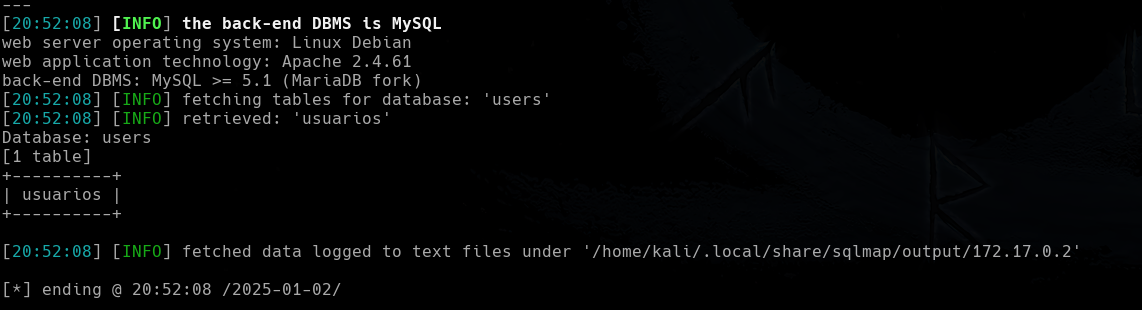 ---
[20:52:08] [INFO] the back-end DBMS is MySQL
web server operating system: Linux Debian
web application technology: Apache 2.4.61
back-end DBMS: MySQL >= 5.1 (MariaDB fork)
[20:52:08] [INFO] fetching tables for database: 'users'
[20:52:08] [INFO] retrieved: 'usuarios'
Database: users
[1 table]
+----------+
| usuarios |
+----------+
[20:52:08] [INFO] fetched data logged to text files under '/home/kali/.local/share/sqlmap/output/172.17.0.2'
[*] ending @ 20:52:08 /2025-01-02/